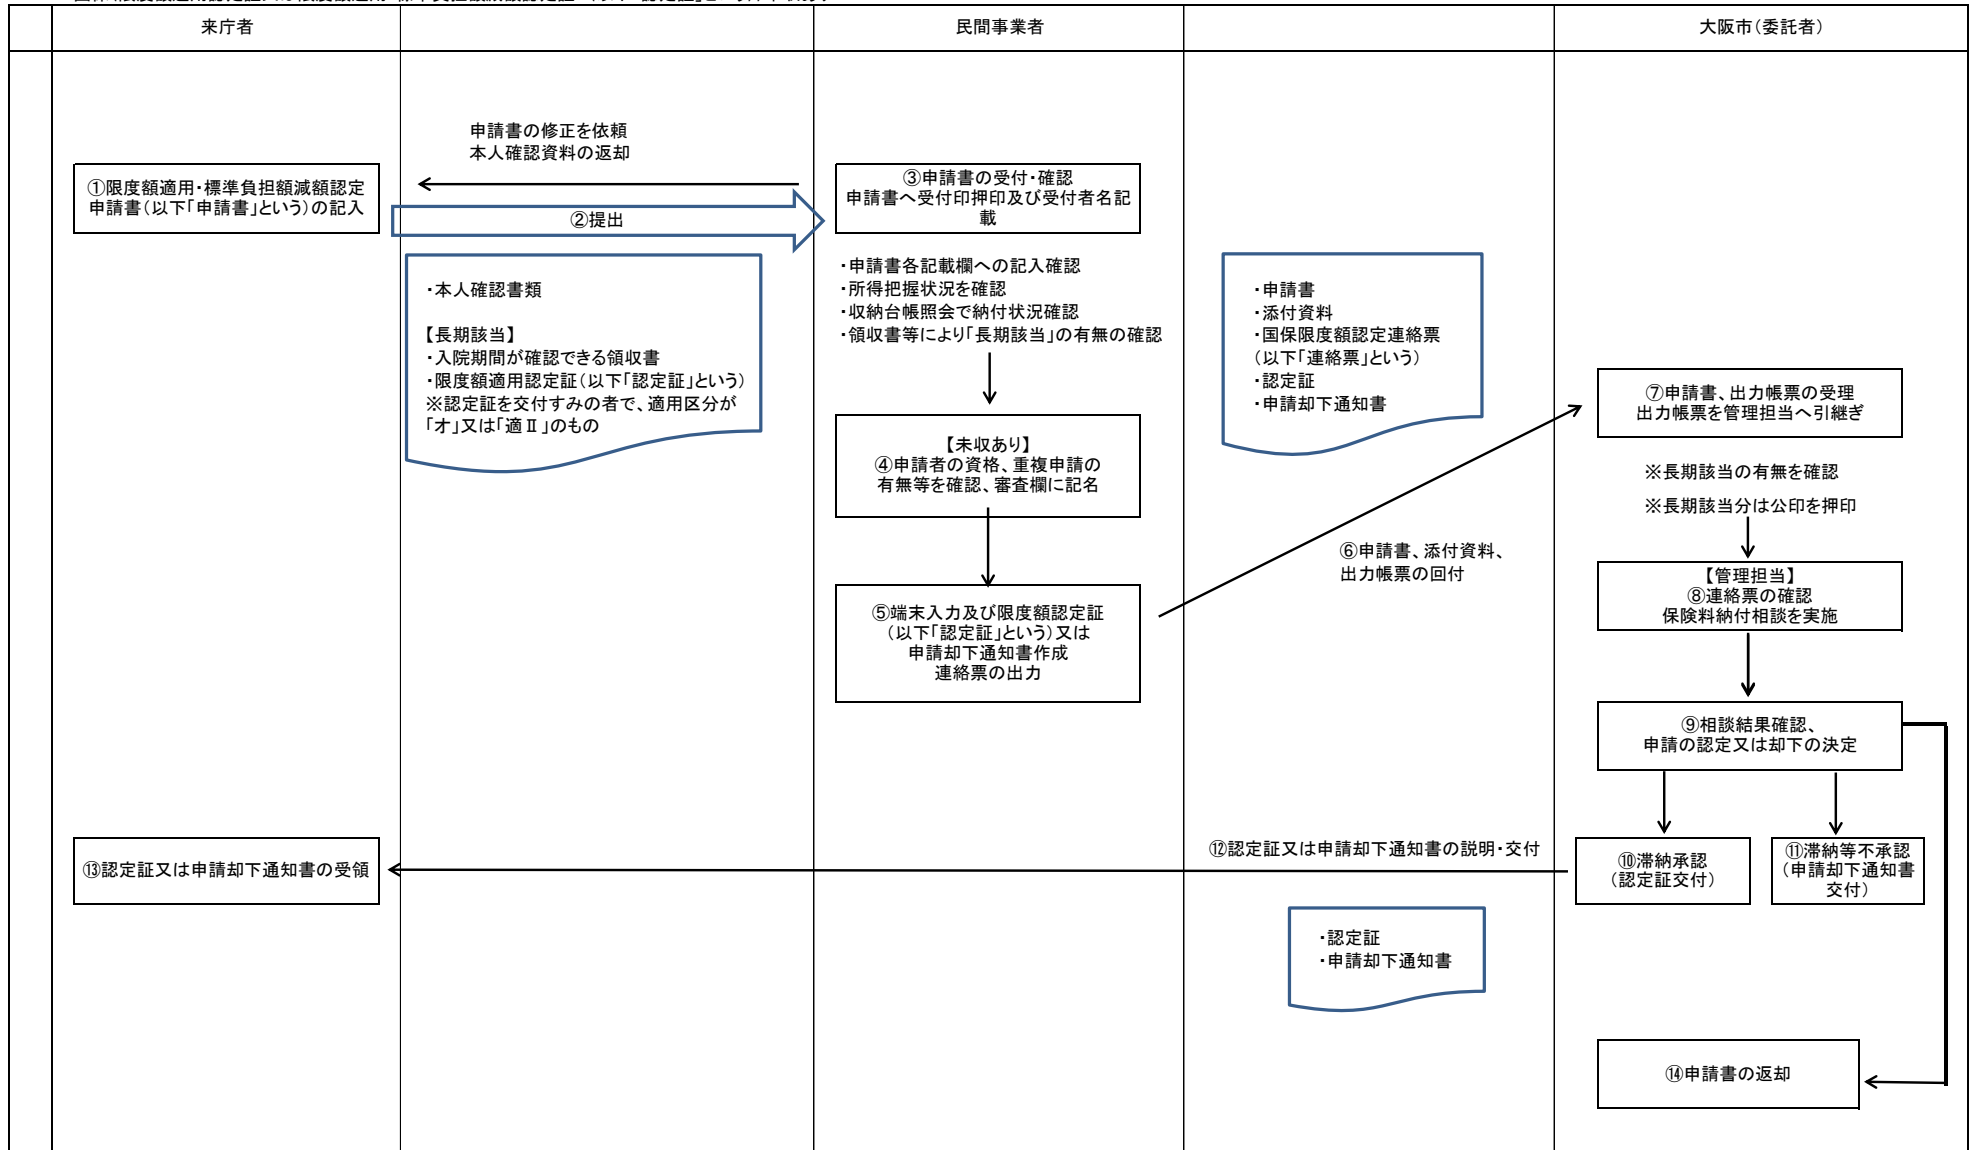 来庁者
民間事業者
大阪市(委託者)
申請書の修正を依頼
本人確認資料の返却
①限度額適用・標準負担額減額認定
申請書(以下「申請書」という)の記入
②提出
③申請書の受付・確認
申請書へ受付印押印及び受付者名記
載
・本人確認書類
【長期該当】
・入院期間が確認できる領収書
・限度額適用認定証(以下「認定証」という)
※認定証を交付すみの者で、適用区分が
「オ」又は「適Ⅱ」のもの
・申請書各記載欄への記入確認
・所得把握状況を確認
・収納台帳照会で納付状況確認
・領収書等により「長期該当」の有無の確認
・申請書
・添付資料
・国保限度額認定連絡票
(以下「連絡票」という)
・認定証
・申請却下通知書
【未収あり】
④申請者の資格、重複申請の
有無等を確認、審査欄に記名
⑤端末入力及び限度額認定証
(以下「認定証」という)又は
申請却下通知書作成
連絡票の出力
⑥申請書、添付資料、
出力帳票の回付
⑦申請書、出力帳票の受理
出力帳票を管理担当へ引継ぎ
※長期該当の有無を確認
※長期該当分は公印を押印
【管理担当】
⑧連絡票の確認
保険料納付相談を実施
⑨相談結果確認、
申請の認定又は却下の決定
⑩滞納承認
(認定証交付)
⑪滞納等不承認
(申請却下通知書
交付)
⑫認定証又は申請却下通知書の説明・交付
⑬認定証又は申請却下通知書の受領
・認定証
・申請却下通知書
⑭申請書の返却